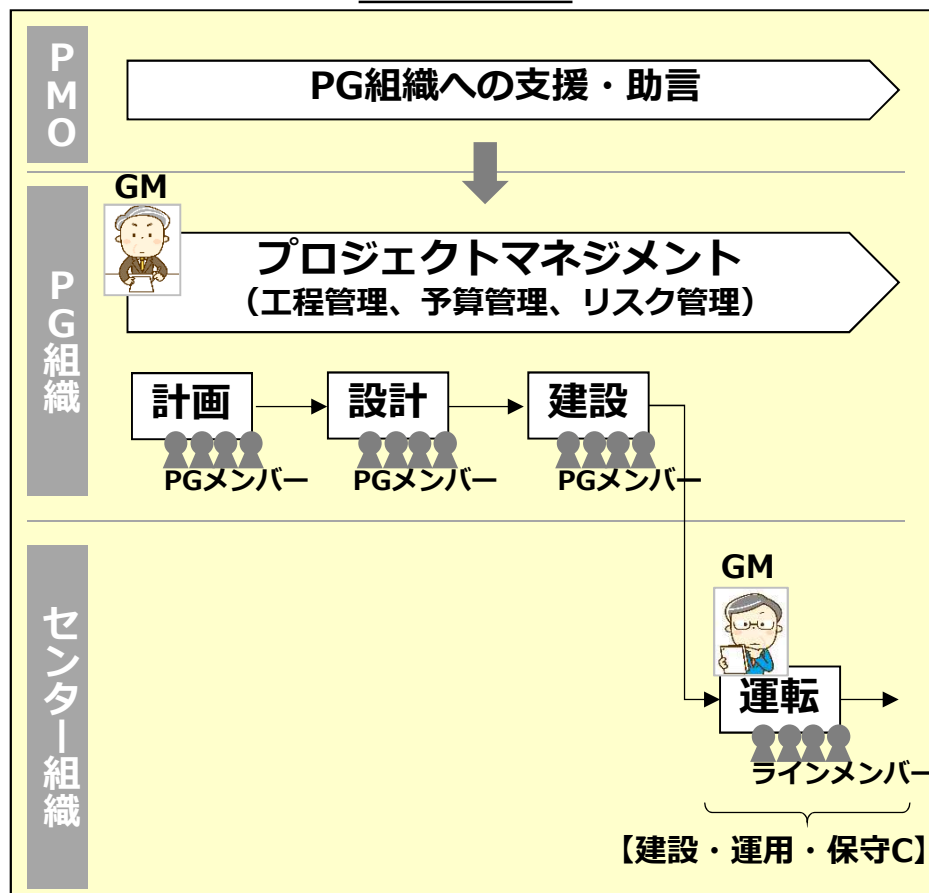 PMO
PG組織への支援・助言
GM
PG組織
プロジェクトマネジメント
（工程管理、予算管理、リスク管理）
計画
設計
建設
PGメンバー
PGメンバー
PGメンバー
センター組織
GM
運転
ラインメンバー
【建設・運用・保守C】